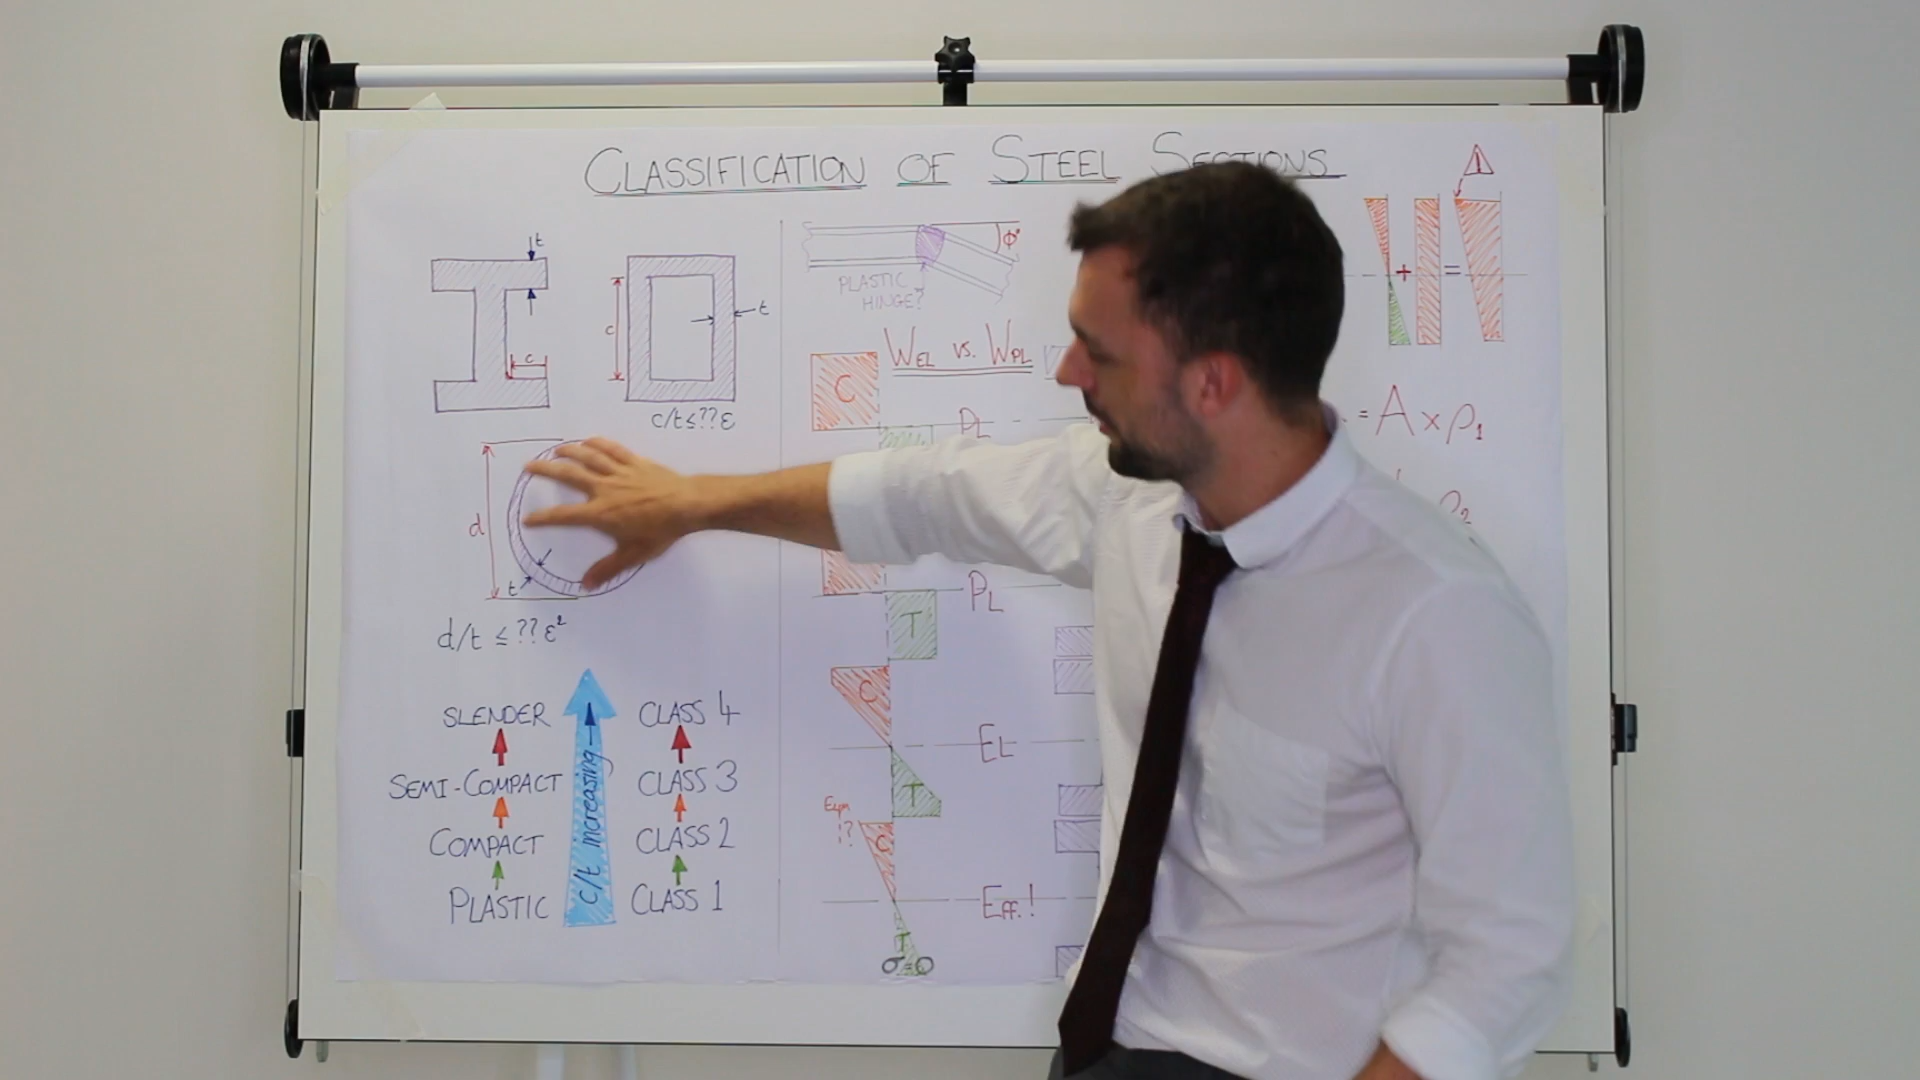 CLASSIFICATION OF STEEL SECTIONS
t
c
t
c
c/t ≤ ?? ε
d
t
d/t ≤ ?? ε²
SLENDER
SEMI-COMPACT
COMPACT
PLASTIC
c/t increasing
CLASS 4
CLASS 3
CLASS 2
CLASS 1
φ°
PLASTIC HINGE?
WEL vs. WPL
C
PL
PL
T
C
EL
T
C
EFF.!
T
σ=0
+
=
!
= A x ρ1
ρ2